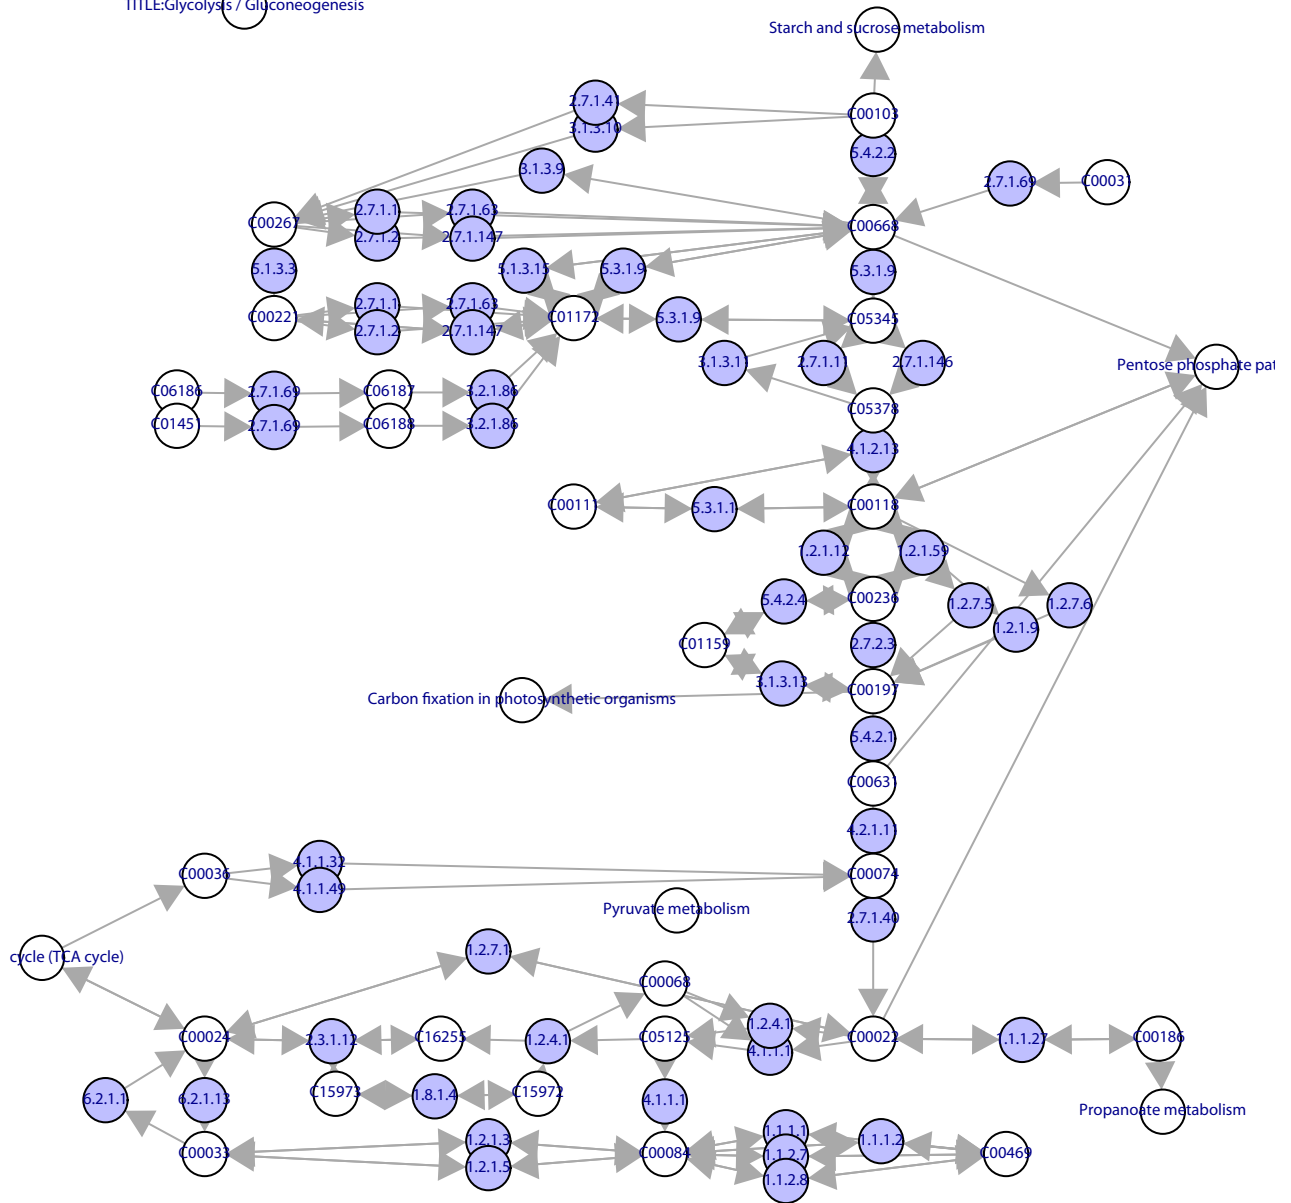 TITLE:Glycolysis / Gluconeogenesis
Starch and sucrose metabolism
2.7.1.41
C00103
3.1.3.10
5.4.2.2
3.1.3.9
2.7.1.69
C00031
2.7.1.1
2.7.1.63
C00267
C00668
2.7.1.2
2.7.1.147
5.1.3.3
5.1.3.15
5.3.1.9
5.3.1.9
2.7.1.1
2.7.1.63
C00221
C01172
5.3.1.9
C05345
2.7.1.2
2.7.1.147
3.1.3.11
2.7.1.11
2.7.1.146
Pentose phosphate pat
C06186
2.7.1.69
C06187
3.2.1.86
C05378
C01451
2.7.1.69
C06188
3.2.1.86
4.1.2.13
C00111
5.3.1.1
C00118
1.2.1.12
1.2.1.59
5.4.2.4
C00236
1.2.7.5
1.2.7.6
1.2.1.9
C01159
2.7.2.3
3.1.3.13
C00197
Carbon fixation in photosynthetic organisms
5.4.2.1
C00631
4.2.1.11
4.1.1.32
C00036
C00074
4.1.1.49
Pyruvate metabolism
2.7.1.40
cycle (TCA cycle)
1.2.7.1
C00068
1.2.4.1
C00024
2.3.1.12
C16255
1.2.4.1
C05125
4.1.1.1
C00022
1.1.1.27
C00186
6.2.1.1
6.2.1.13
C15973
1.8.1.4
C15972
4.1.1.1
Propanoate metabolism
1.1.1.1
1.2.1.3
1.1.1.2
C00033
C00084
1.1.2.7
C00469
1.2.1.5
1.1.2.8